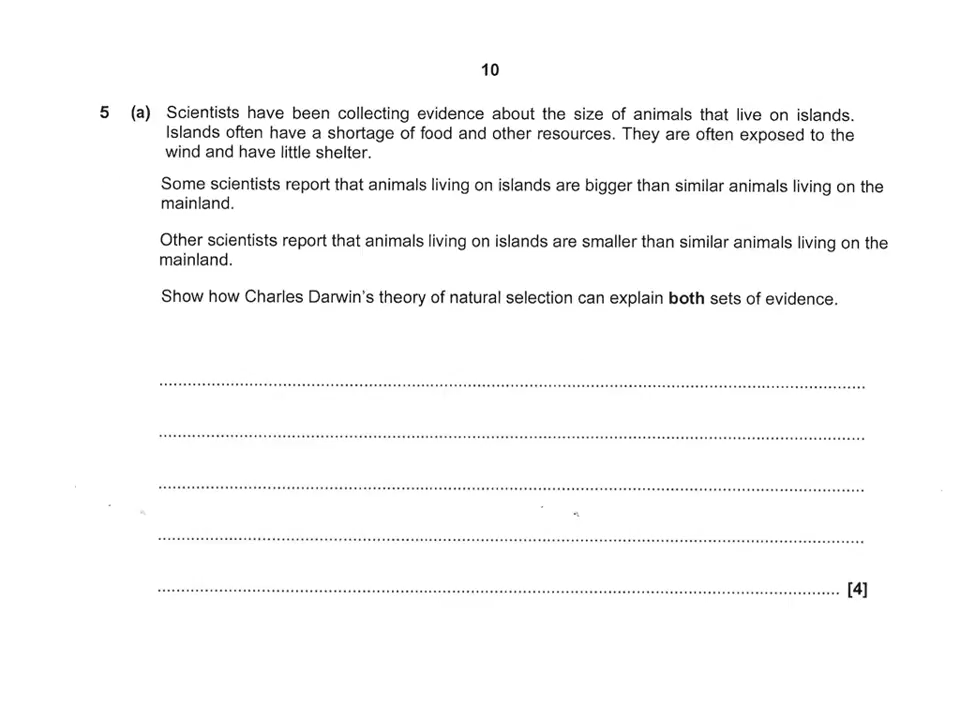 10
5 (a) Scientists have been collecting evidence about the size of animals that live on islands.
Islands often have a shortage of food and other resources. They are often exposed to the
wind and have little shelter.
Some scientists report that animals living on islands are bigger than similar animals living on the
mainland.
Other scientists report that animals living on islands are smaller than similar animals living on the
mainland.
Show how Charles Darwin's theory of natural selection can explain both sets of evidence.
[4]